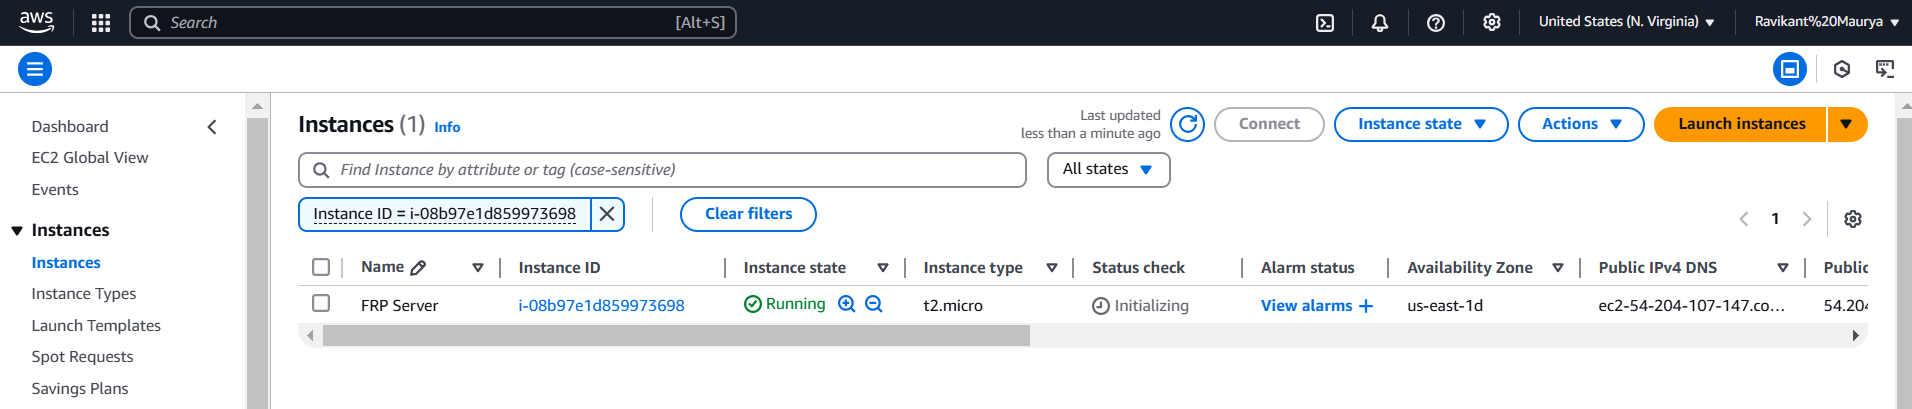 aws
Search [Alt+S]
United States (N. Virginia)
Ravikant%20Maurya
Dashboard
EC2 Global View
Events
Instances
Instances
Instance Types
Launch Templates
Spot Requests
Savings Plans
Instances (1) Info
Last updated
less than a minute ago
Connect
Instance state
Actions
Launch instances
Find Instance by attribute or tag (case-sensitive)
All states
Instance ID = i-08b97e1d859973698
Clear filters
1
Name Instance ID Instance state Instance type Status check Alarm status Availability Zone Public IPv4 DNS Public
FRP Server i-08b97e1d859973698 Running t2.micro Initializing View alarms + us-east-1d ec2-54-204-107-147.co... 54.204